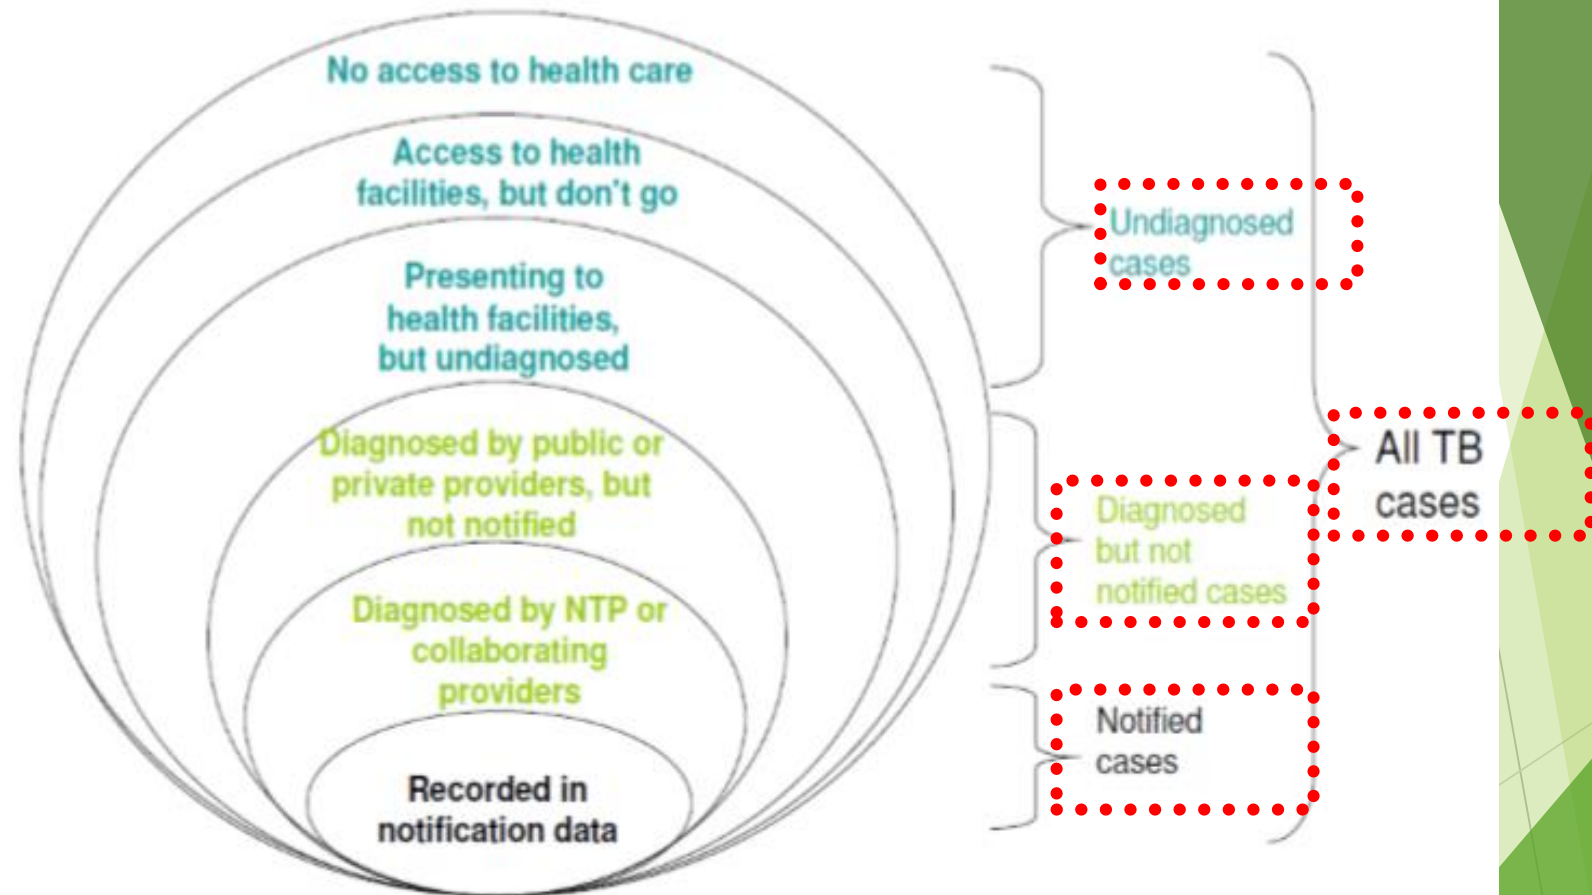 No access to health care
Access to health
facilities, but don't go
Presenting to
health facilities,
but undiagnosed
Diagnosed by public or
private providers, but
not notified
Diagnosed by NTP or
collaborating
providers
Recorded in
notification data
Undiagnosed
cases
Diagnosed
but not
notified cases
Notified
cases
All TB
cases